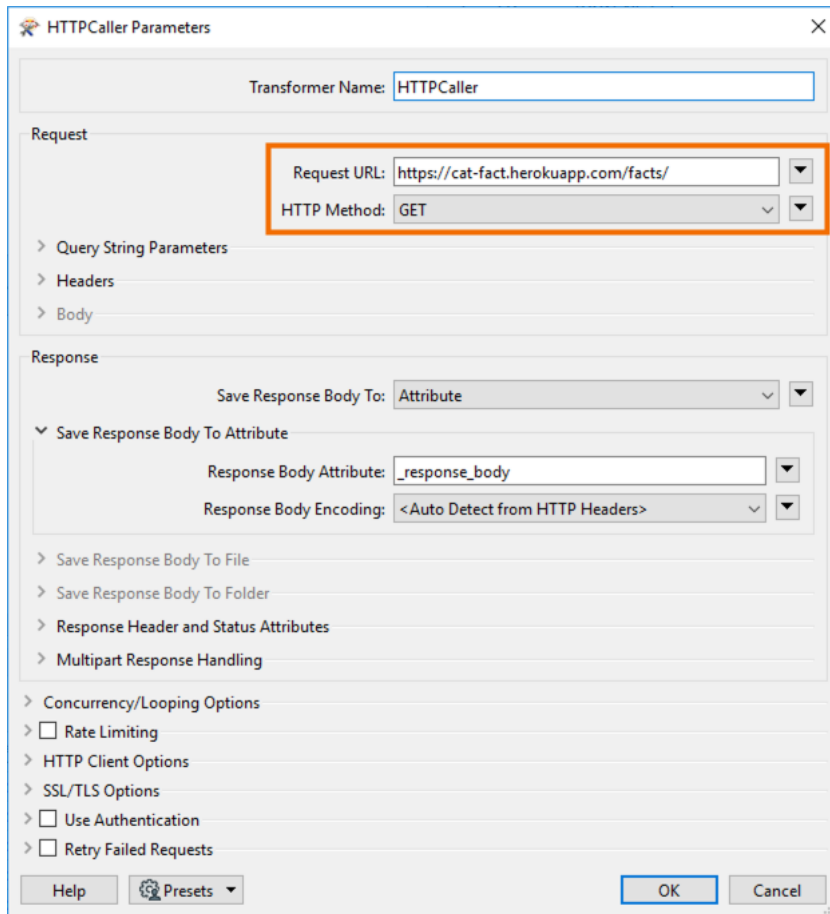 HTTPCaller Parameters
Transformer Name: HTTPCaller
Request
Request URL: https://cat-fact.herokuapp.com/facts/
HTTP Method: GET
Query String Parameters
Headers
Body
Response
Save Response Body To: Attribute
Save Response Body To Attribute
Response Body Attribute: _response_body
Response Body Encoding: <Auto Detect from HTTP Headers>
Save Response Body To File
Save Response Body To Folder
Response Header and Status Attributes
Multipart Response Handling
Concurrency/Looping Options
Rate Limiting
HTTP Client Options
SSL/TLS Options
Use Authentication
Retry Failed Requests
Help Presets OK Cancel